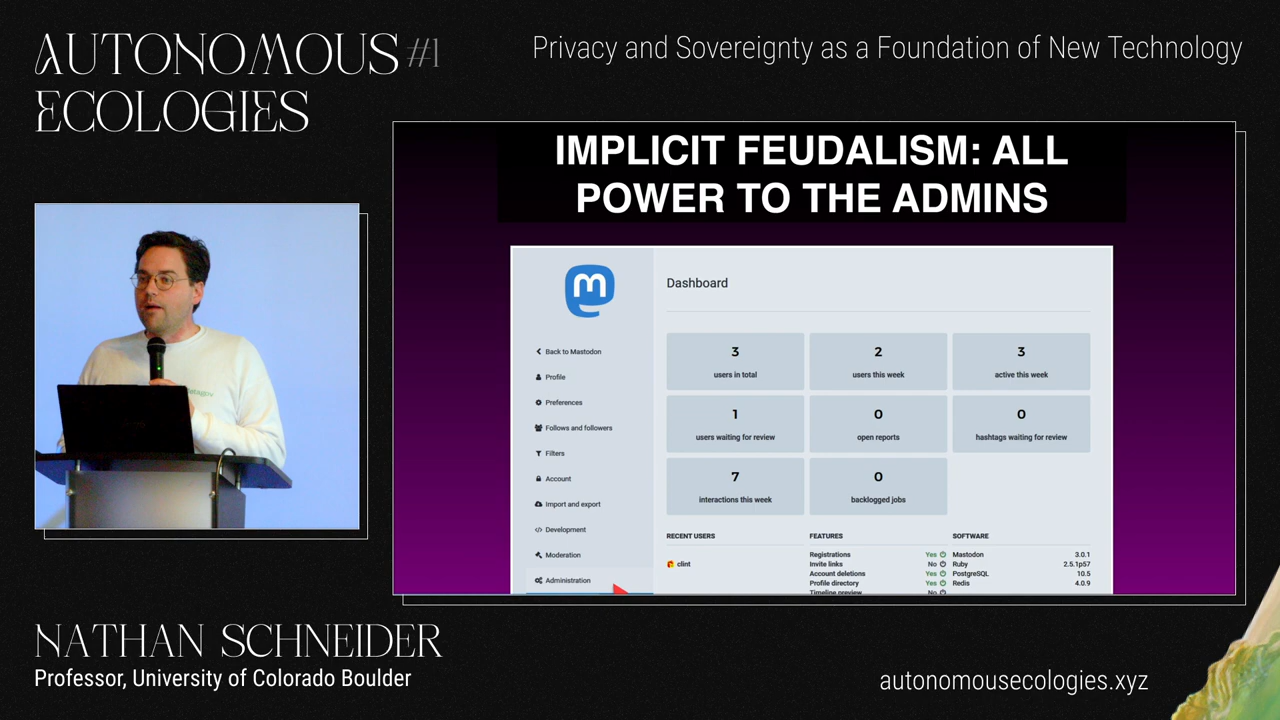 AUTONOMOUS #1
ECOLOGIES
Privacy and Sovereignty as a Foundation of New Technology
IMPLICIT FEUDALISM: ALL
POWER TO THE ADMINS
Dashboard
Back to Mastodon
Profile
Preferences
Follows and followers
Filters
Account
Import and export
Development
Moderation
Administration
3
users in total
2
users this week
3
active this week
1
users waiting for review
0
open reports
0
hashtags waiting for review
7
interactions this week
0
backlogged jobs
RECENT USERS
clint
FEATURES
Registrations Yes
Invite links No
Account deletions Yes
Profile directory Yes
Timeline preview No
SOFTWARE
Mastodon 3.0.1
Ruby 2.5.1p57
PostgreSQL 10.5
Redis 4.0.9
NATHAN SCHNEIDER
Professor, University of Colorado Boulder
autonomousecologies.xyz